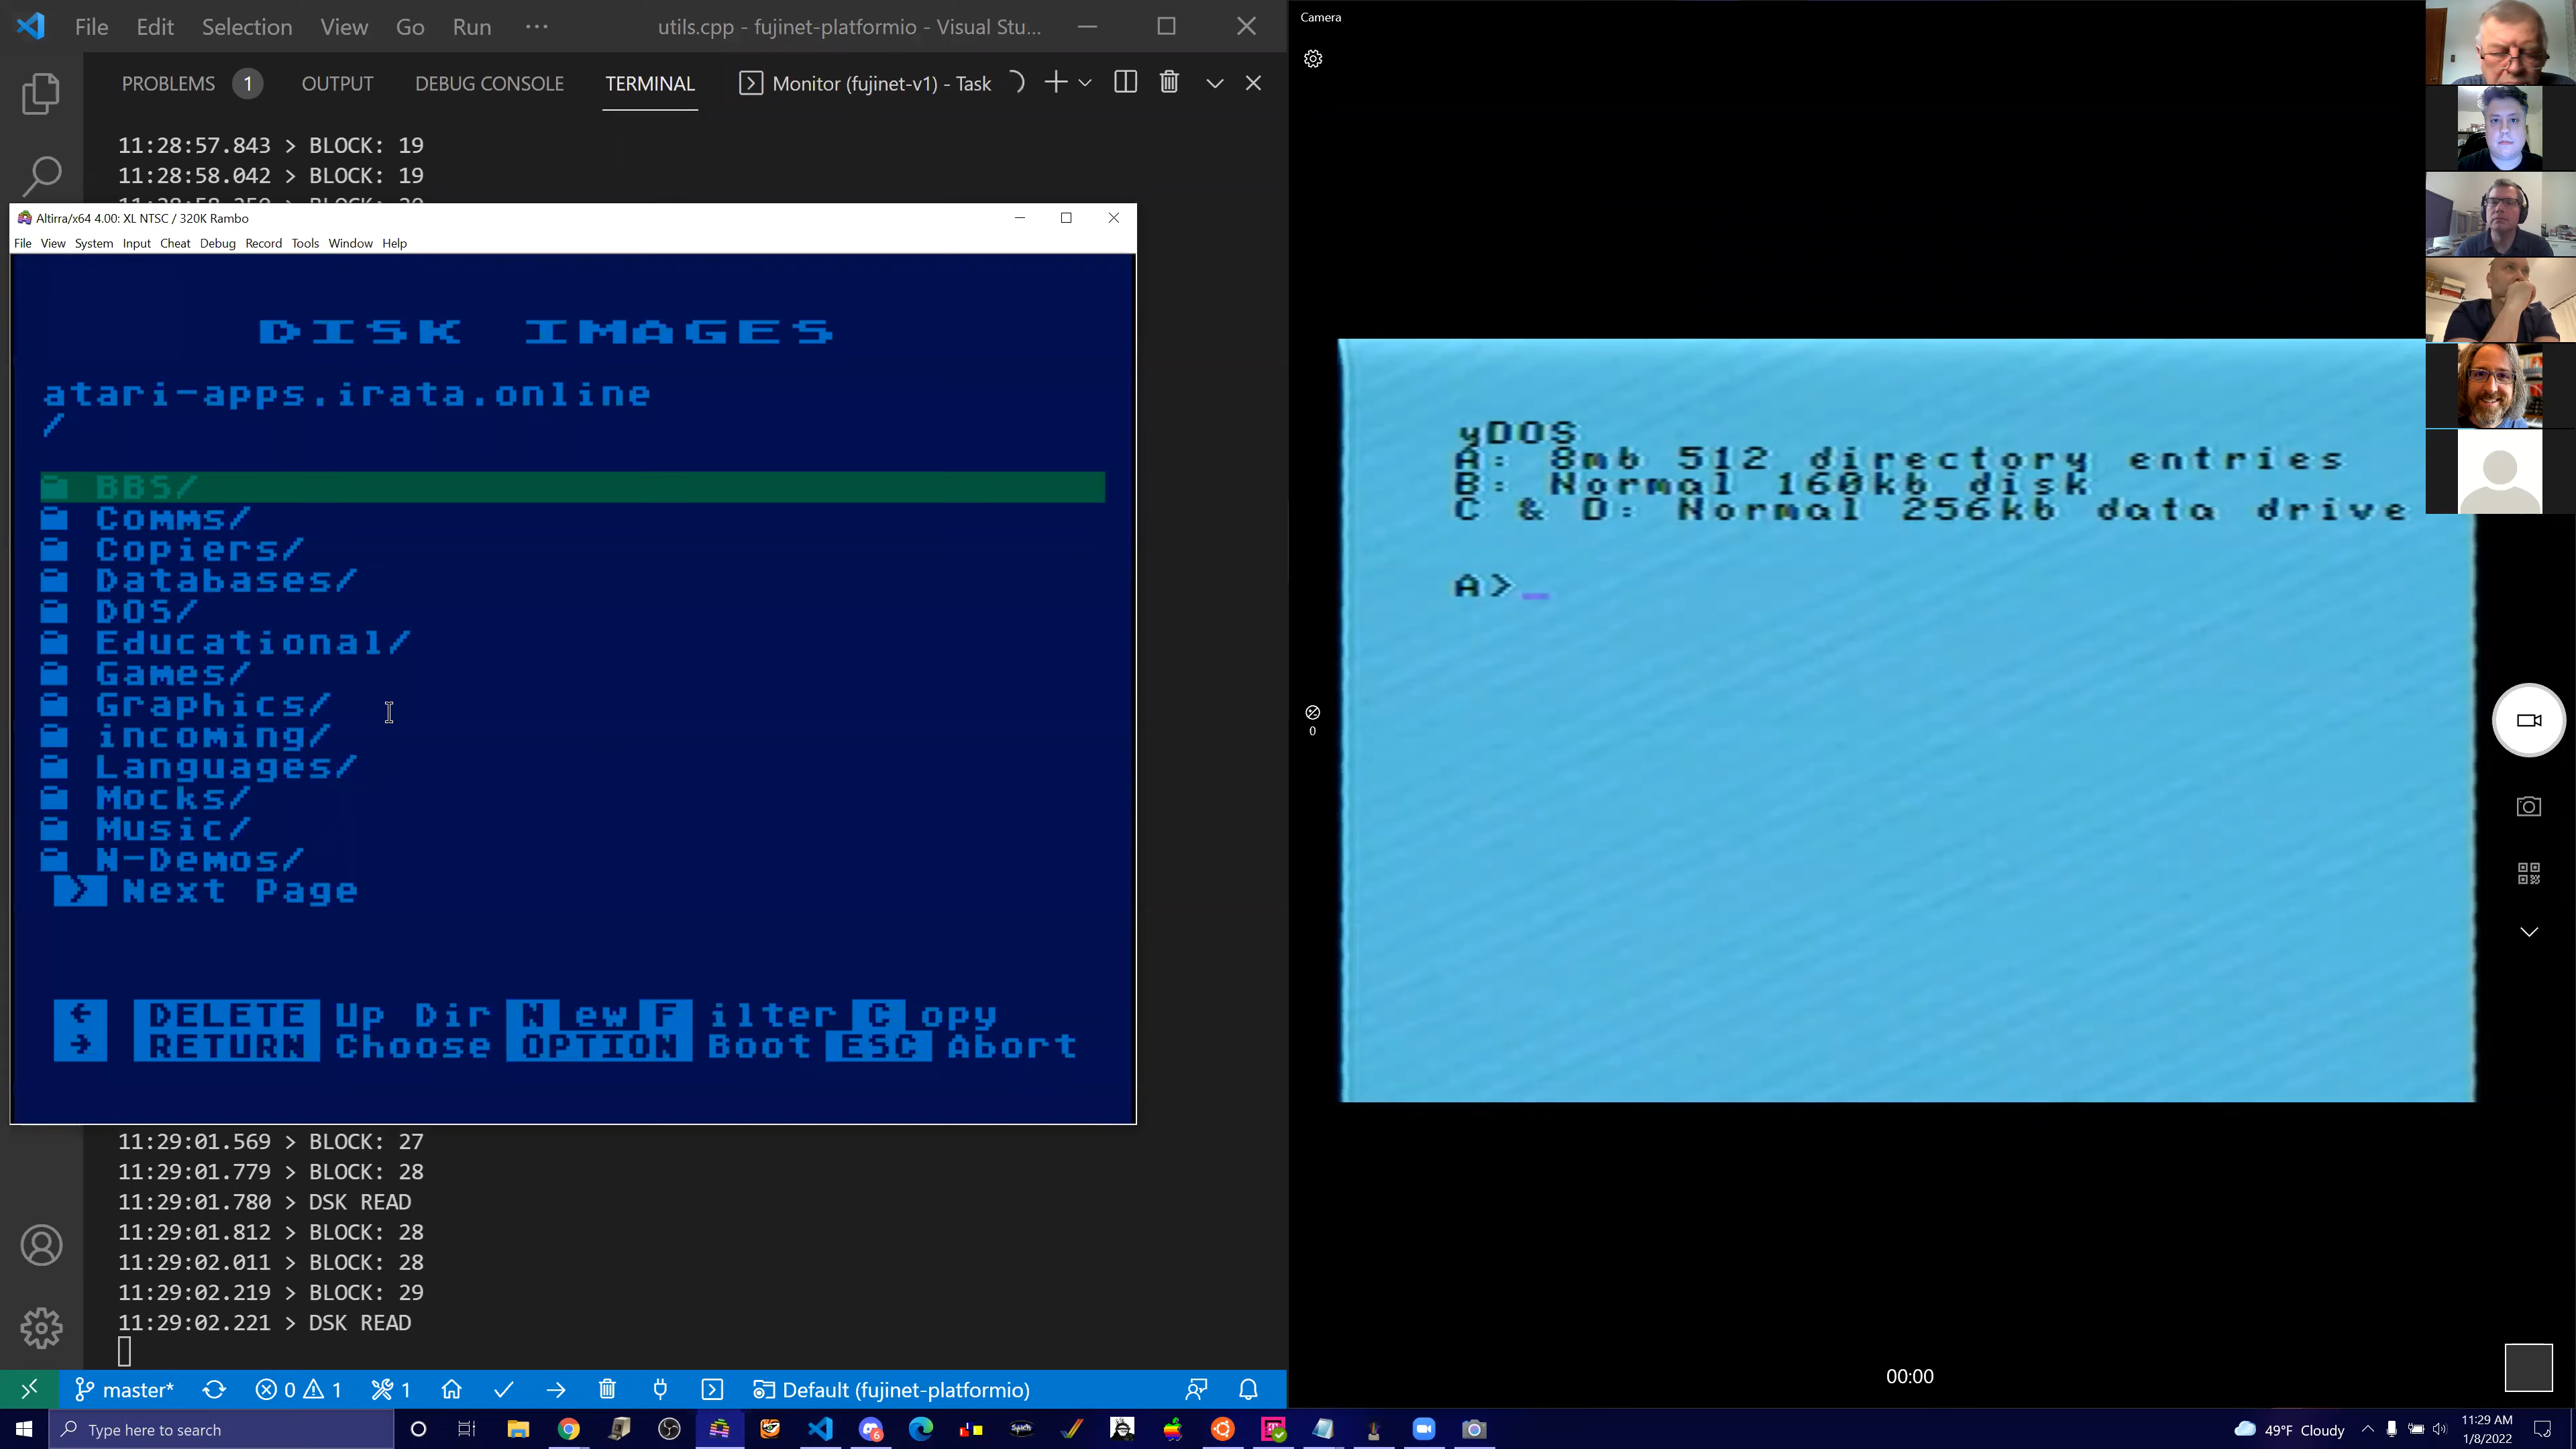 File Edit Selection View Go Run ··· utils.cpp - fujinet-platformio - Visual Stu...
PROBLEMS 1 OUTPUT DEBUG CONSOLE TERMINAL Monitor (fujinet-v1) - Task
11:28:57.843 > BLOCK: 19
11:28:58.042 > BLOCK: 19
Altirra/x64 4.00: XL NTSC / 320K Rambo
File View System Input Cheat Debug Record Tools Window Help
DISK IMAGES
atari-apps.irata.online
/
BBS/
Comms/
Copiers/
Databases/
DOS/
Educational/
Games/
Graphics/
incoming/
Languages/
Mocks/
Music/
N-Demos/
> Next Page
← DELETE Up Dir New Filter Copy
→ RETURN Choose OPTION Boot ESC Abort
11:29:01.569 > BLOCK: 27
11:29:01.779 > BLOCK: 28
11:29:01.780 > DSK READ
11:29:01.812 > BLOCK: 28
11:29:02.011 > BLOCK: 28
11:29:02.219 > BLOCK: 29
11:29:02.221 > DSK READ
master* 0 1 1 Default (fujinet-platformio)
Camera
yDOS
A: 8mb 512 directory entries
B: Normal 160kb disk
C & D: Normal 256kb data drive
A>_
0
00:00
Type here to search
6
49°F Cloudy
11:29 AM
1/8/2022